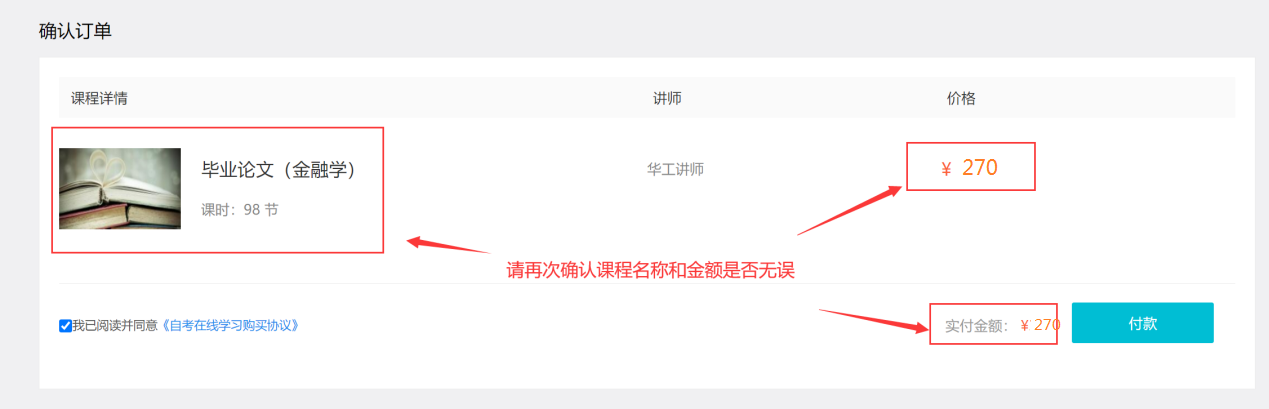 确认订单
课程详情 讲师 价格
毕业论文（金融学）
课时：98 节
华工讲师
¥ 270
请再次确认课程名称和金额是否无误
我已阅读并同意《自考在线学习购买协议》
实付金额： ¥ 270
付款